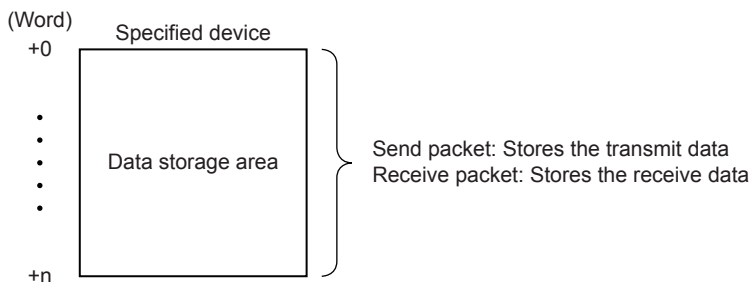 (Word)
Specified device
+0
Data storage area
Send packet: Stores the transmit data
Receive packet: Stores the receive data
+n